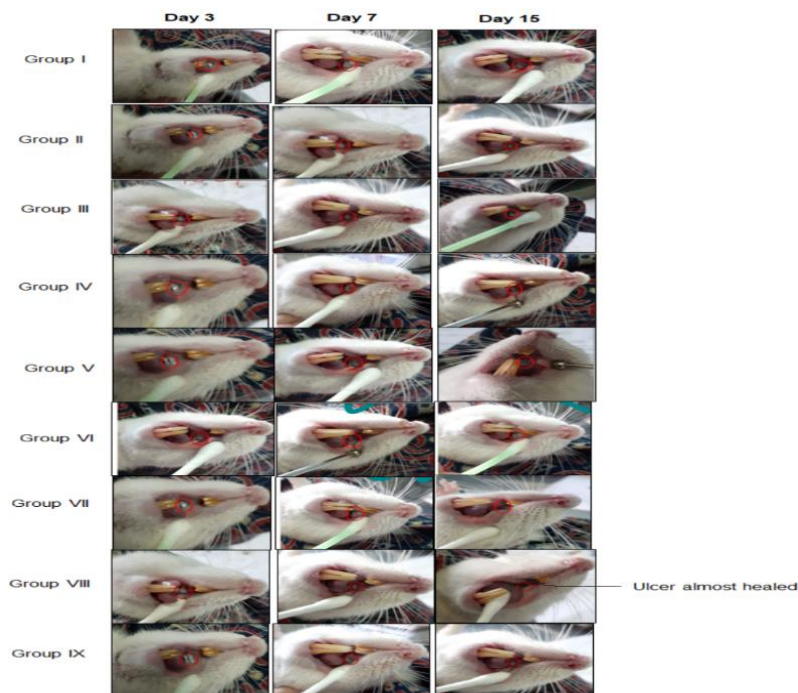 Day 3 Day 7 Day 15
Group I
Group II
Group III
Group IV
Group V
Group VI
Group VII
Group VIII
Ulcer almost healed
Group IX